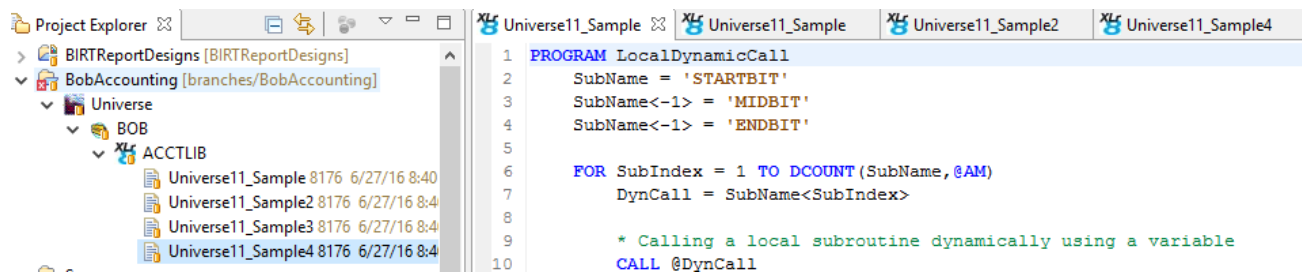 Project Explorer
BIRTReportDesigns [BIRTReportDesigns]
BobAccounting [branches/BobAccounting]
Universe
BOB
ACCTLIB
Universe11_Sample 8176 6/27/16 8:40
Universe11_Sample2 8176 6/27/16 8:4
Universe11_Sample3 8176 6/27/16 8:4
Universe11_Sample4 8176 6/27/16 8:4
Universe11_Sample Universe11_Sample Universe11_Sample2 Universe11_Sample4
1 PROGRAM LocalDynamicCall
2 SubName = 'STARTBIT'
3 SubName<-1> = 'MIDBIT'
4 SubName<-1> = 'ENDBIT'
5
6 FOR SubIndex = 1 TO DCOUNT(SubName,@AM)
7 DynCall = SubName<SubIndex>
8
9 * Calling a local subroutine dynamically using a variable
10 CALL @DynCall